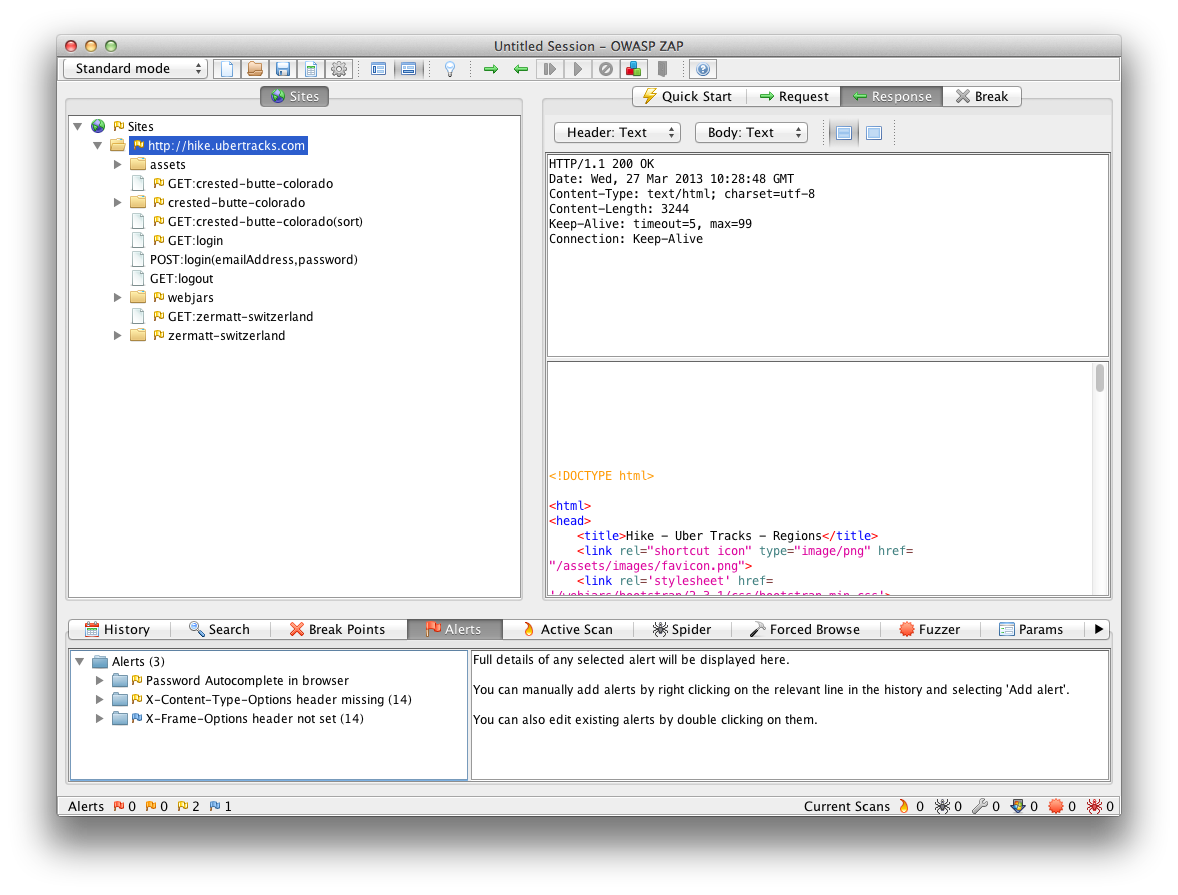 Untitled Session – OWASP ZAP
Standard mode
Sites
Quick Start
Request
Response
Break
Sites
http://hike.ubertracks.com
assets
GET:crested-butte-colorado
crested-butte-colorado
GET:crested-butte-colorado(sort)
GET:login
POST:login(emailAddress,password)
GET:logout
webjars
GET:zermatt-switzerland
zermatt-switzerland
Header: Text
Body: Text
HTTP/1.1 200 OK
Date: Wed, 27 Mar 2013 10:28:48 GMT
Content-Type: text/html; charset=utf-8
Content-Length: 3244
Keep-Alive: timeout=5, max=99
Connection: Keep-Alive
<!DOCTYPE html>
<html>
<head>
<title>Hike - Uber Tracks - Regions</title>
<link rel="shortcut icon" type="image/png" href=
"/assets/images/favicon.png">
<link rel='stylesheet' href=
'/webjars/bootstrap/2.3.1/css/bootstrap.min.css'>
History
Search
Break Points
Alerts
Active Scan
Spider
Forced Browse
Fuzzer
Params
Alerts (3)
Password Autocomplete in browser
X-Content-Type-Options header missing (14)
X-Frame-Options header not set (14)
Full details of any selected alert will be displayed here.
You can manually add alerts by right clicking on the relevant line in the history and selecting 'Add alert'.
You can also edit existing alerts by double clicking on them.
Alerts 0 0 2 1
Current Scans 0 0 0 0 0 0